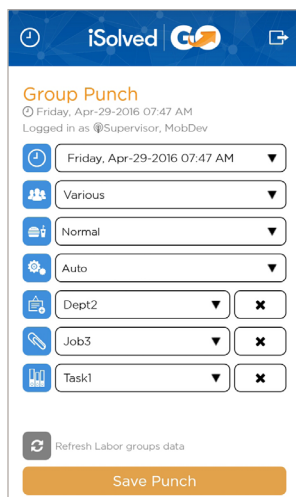 iSolved GO
Group Punch
Friday, Apr-29-2016 07:47 AM
Logged in as @Supervisor, MobDev
Friday, Apr-29-2016 07:47 AM
Various
Normal
Auto
Dept2
Job3
Task1
Refresh Labor groups data
Save Punch